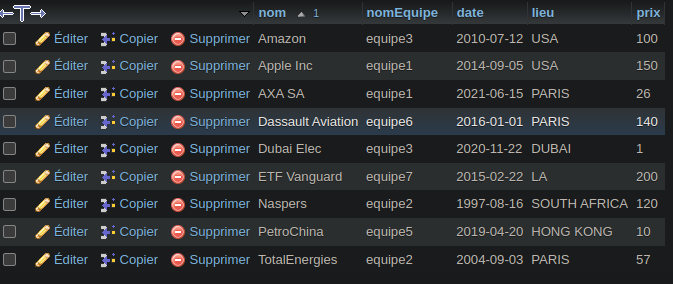 nom 1 nomEquipe date lieu prix
Éditer Copier Supprimer Amazon equipe3 2010-07-12 USA 100
Éditer Copier Supprimer Apple Inc equipe1 2014-09-05 USA 150
Éditer Copier Supprimer AXA SA equipe1 2021-06-15 PARIS 26
Éditer Copier Supprimer Dassault Aviation equipe6 2016-01-01 PARIS 140
Éditer Copier Supprimer Dubai Elec equipe3 2020-11-22 DUBAI 1
Éditer Copier Supprimer ETF Vanguard equipe7 2015-02-22 LA 200
Éditer Copier Supprimer Naspers equipe2 1997-08-16 SOUTH AFRICA 120
Éditer Copier Supprimer PetroChina equipe5 2019-04-20 HONG KONG 10
Éditer Copier Supprimer TotalEnergies equipe2 2004-09-03 PARIS 57